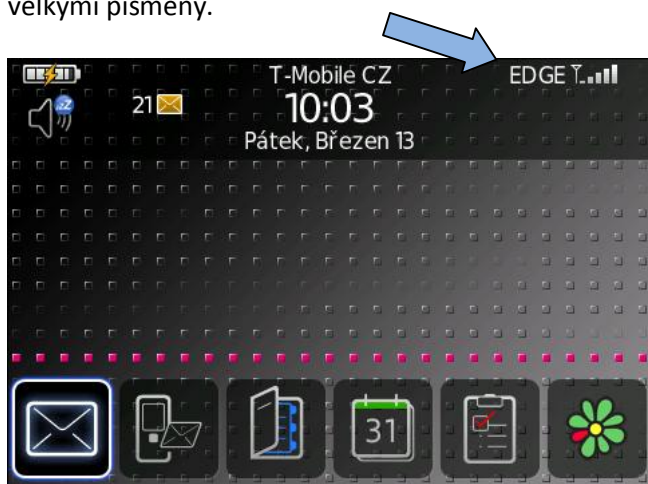 velkými písmeny.
T-Mobile CZ EDGE
21 10:03
Pátek, Březen 13
31